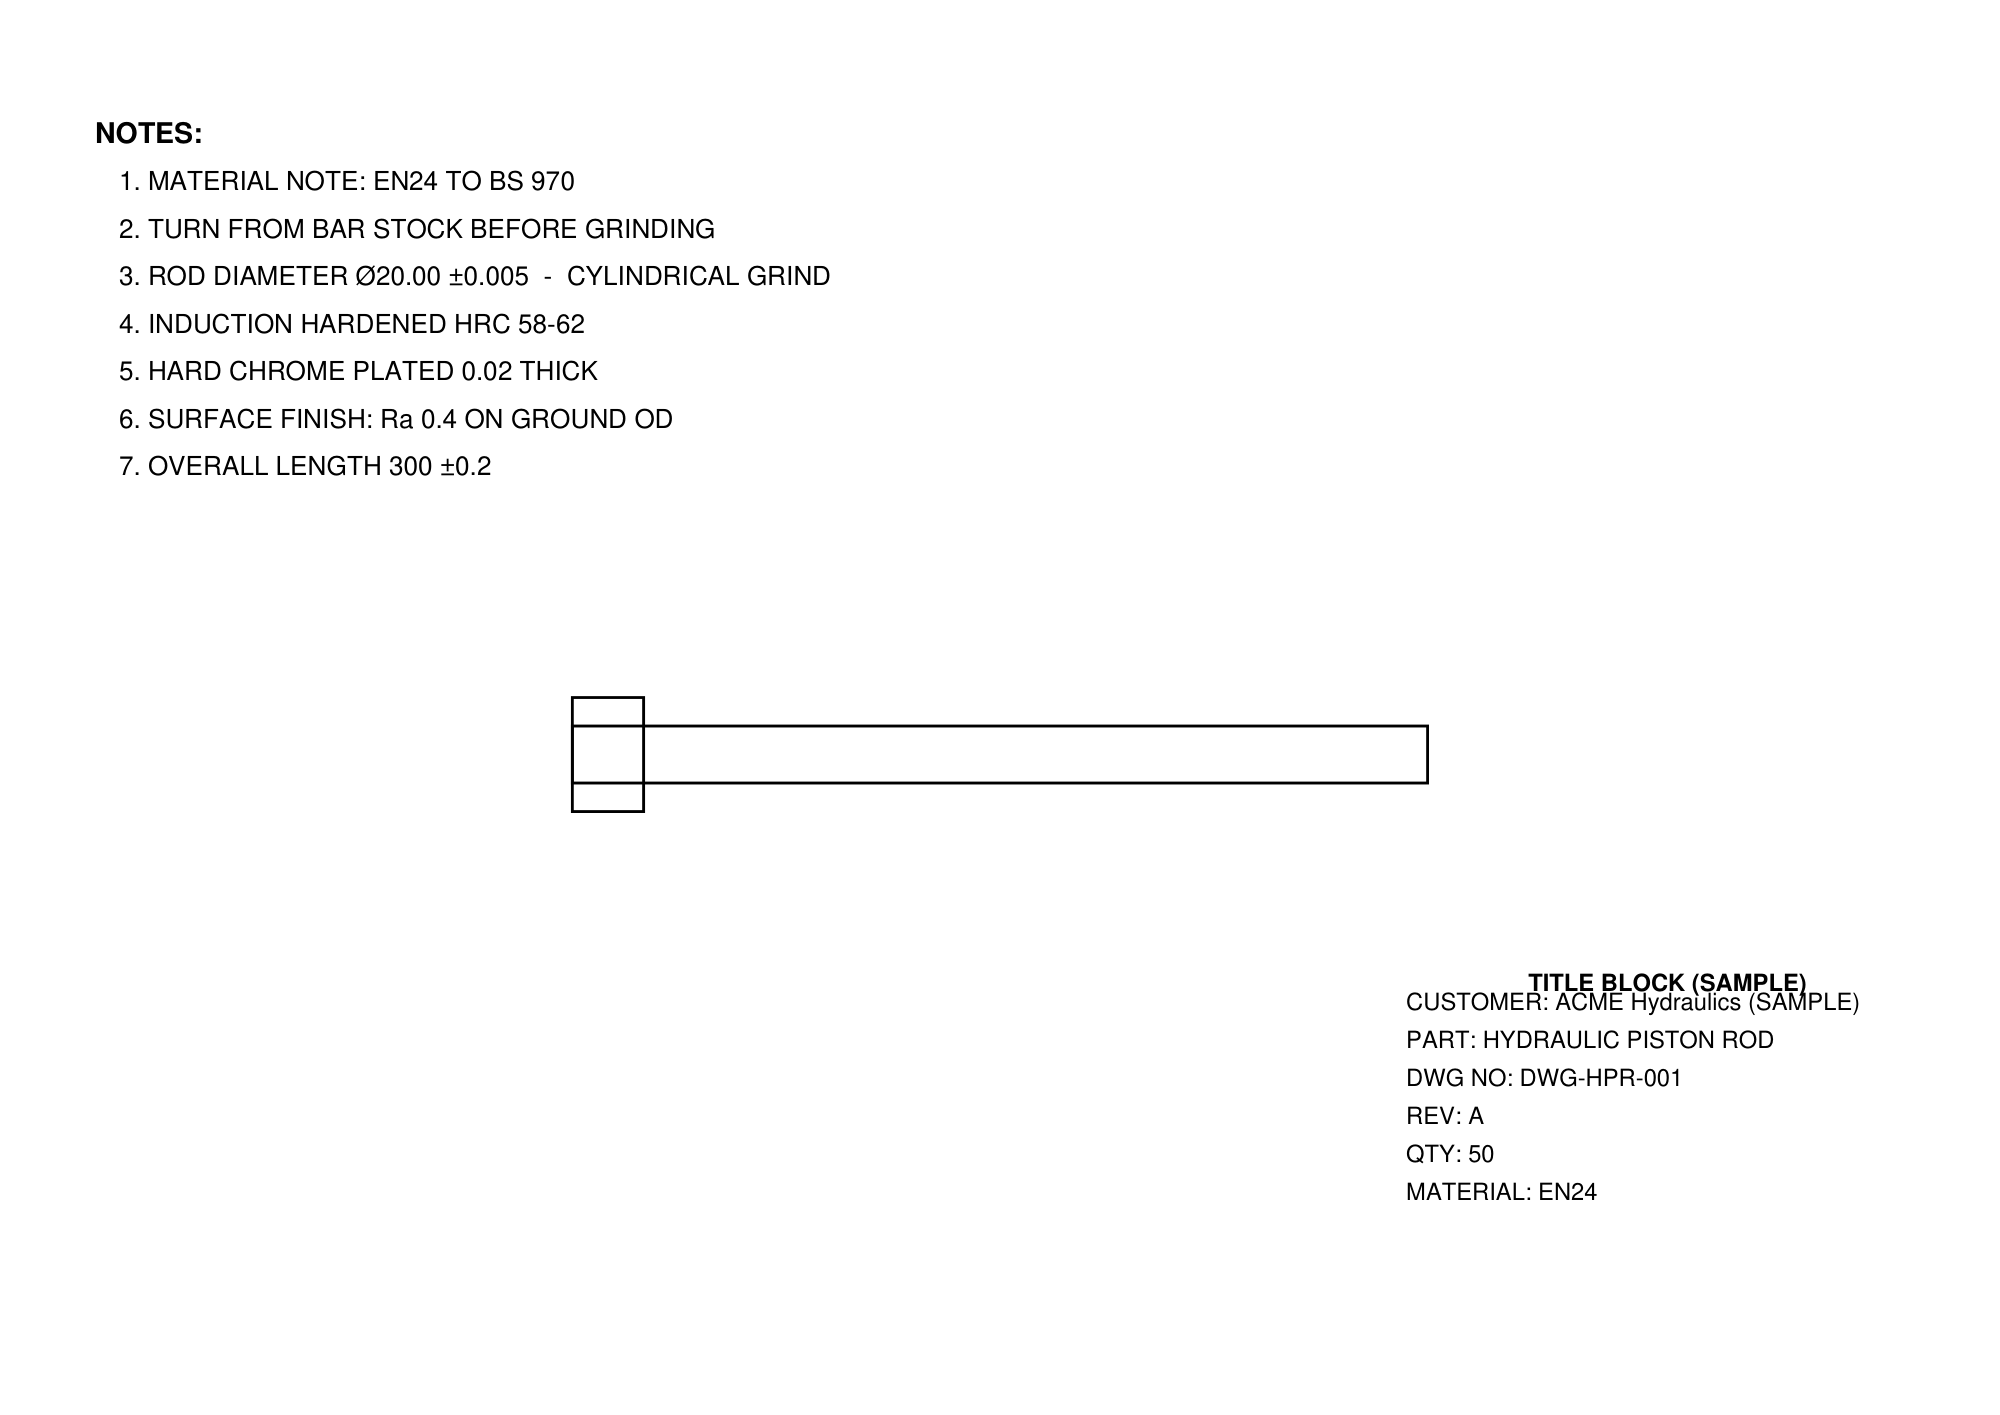 NOTES:
1. MATERIAL NOTE: EN24 TO BS 970
2. TURN FROM BAR STOCK BEFORE GRINDING
3. ROD DIAMETER Ø20.00 ±0.005  -  CYLINDRICAL GRIND
4. INDUCTION HARDENED HRC 58-62
5. HARD CHROME PLATED 0.02 THICK
6. SURFACE FINISH: Ra 0.4 ON GROUND OD
7. OVERALL LENGTH 300 ±0.2
TITLE BLOCK (SAMPLE)
CUSTOMER: ACME Hydraulics (SAMPLE)
PART: HYDRAULIC PISTON ROD
DWG NO: DWG-HPR-001
REV: A
QTY: 50
MATERIAL: EN24